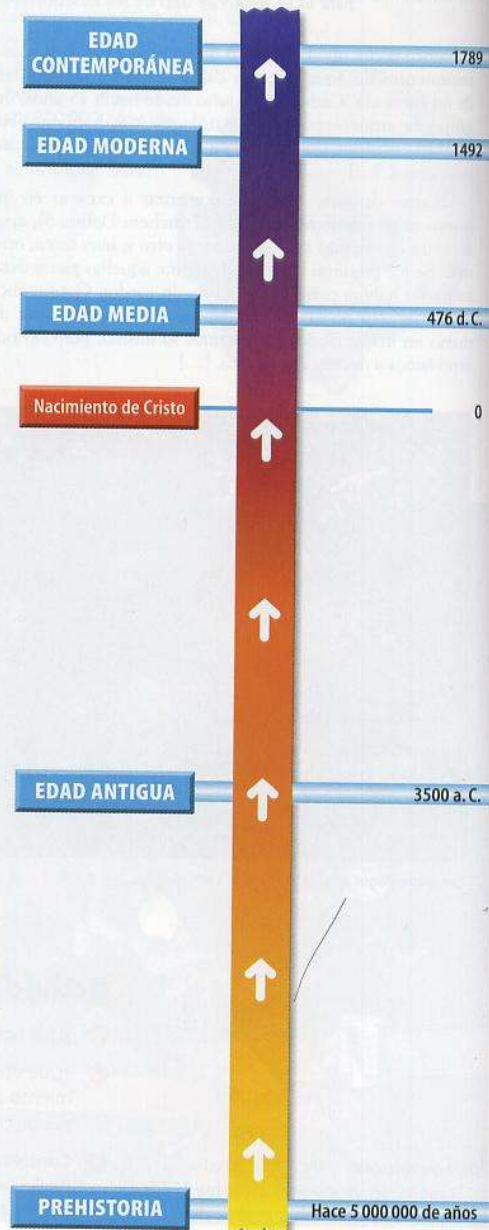 EDAD
CONTEMPORÁNEA
1789
EDAD MODERNA
1492
EDAD MEDIA
476 d. C.
Nacimiento de Cristo
0
EDAD ANTIGUA
3500 a. C.
PREHISTORIA
Hace 5 000 000 de años